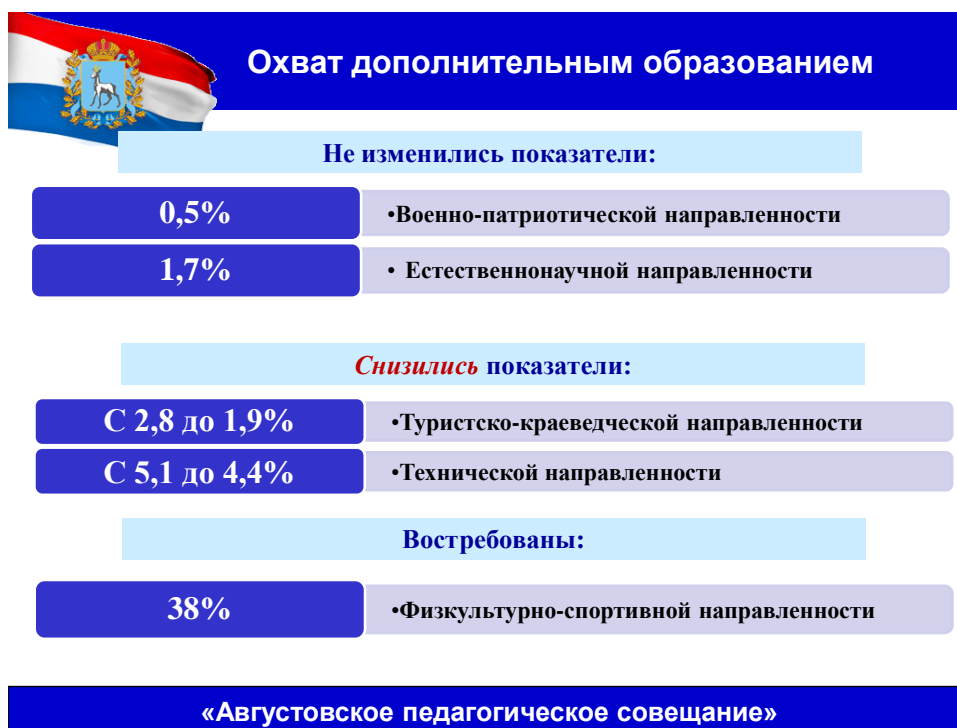 Охват дополнительным образованием
Не изменились показатели:
0,5%
•Военно-патриотической направленности
1,7%
• Естественнонаучной направленности
Снизились показатели:
С 2,8 до 1,9%
•Туристско-краеведческой направленности
С 5,1 до 4,4%
•Технической направленности
Востребованы:
38%
•Физкультурно-спортивной направленности
«Августовское педагогическое совещание»